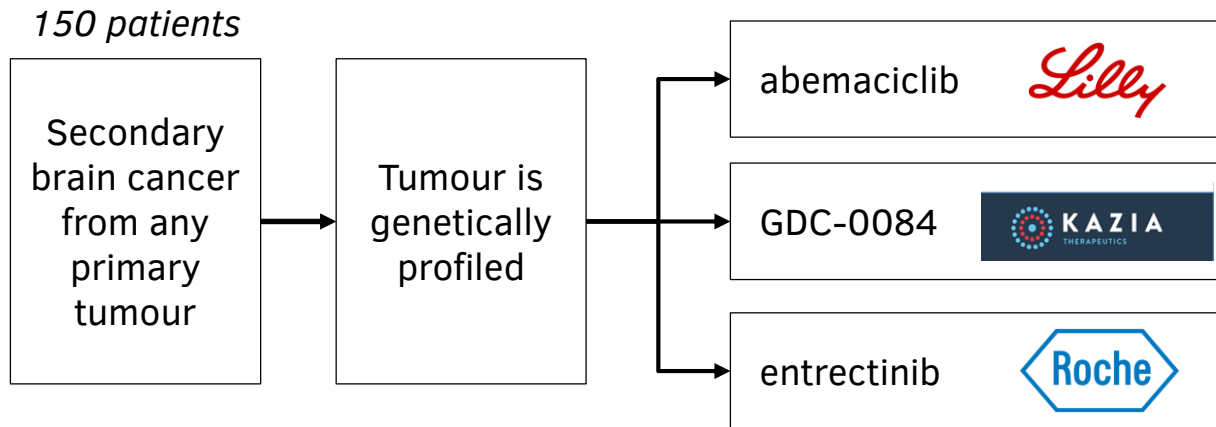 150 patients
Secondary
brain cancer
from any
primary
tumour
Tumour is
genetically
profiled
abemaciclib
Lilly
GDC-0084
KAZIA
THERAPEUTICS
entrectinib
Roche